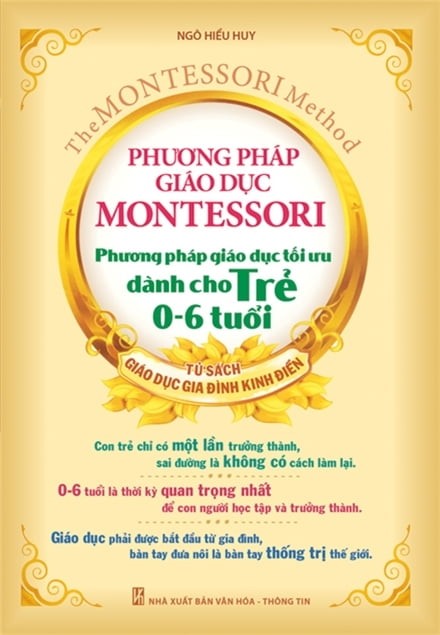 NGÔ HIẾU HUY
The MONTESSORI Method
PHƯƠNG PHÁP
GIÁO DỤC
MONTESSORI
Phương pháp giáo dục tối ưu
dành cho Trẻ
0-6 tuổi
TỦ SÁCH
GIÁO DỤC GIA ĐÌNH KINH ĐIỂN
Con trẻ chỉ có một lần trưởng thành,
sai đường là không có cách làm lại.
0-6 tuổi là thời kỳ quan trọng nhất
để con người học tập và trưởng thành.
Giáo dục phải được bắt đầu từ gia đình,
bàn tay đưa nôi là bàn tay thống trị thế giới.
NHÀ XUẤT BẢN VĂN HÓA - THÔNG TIN